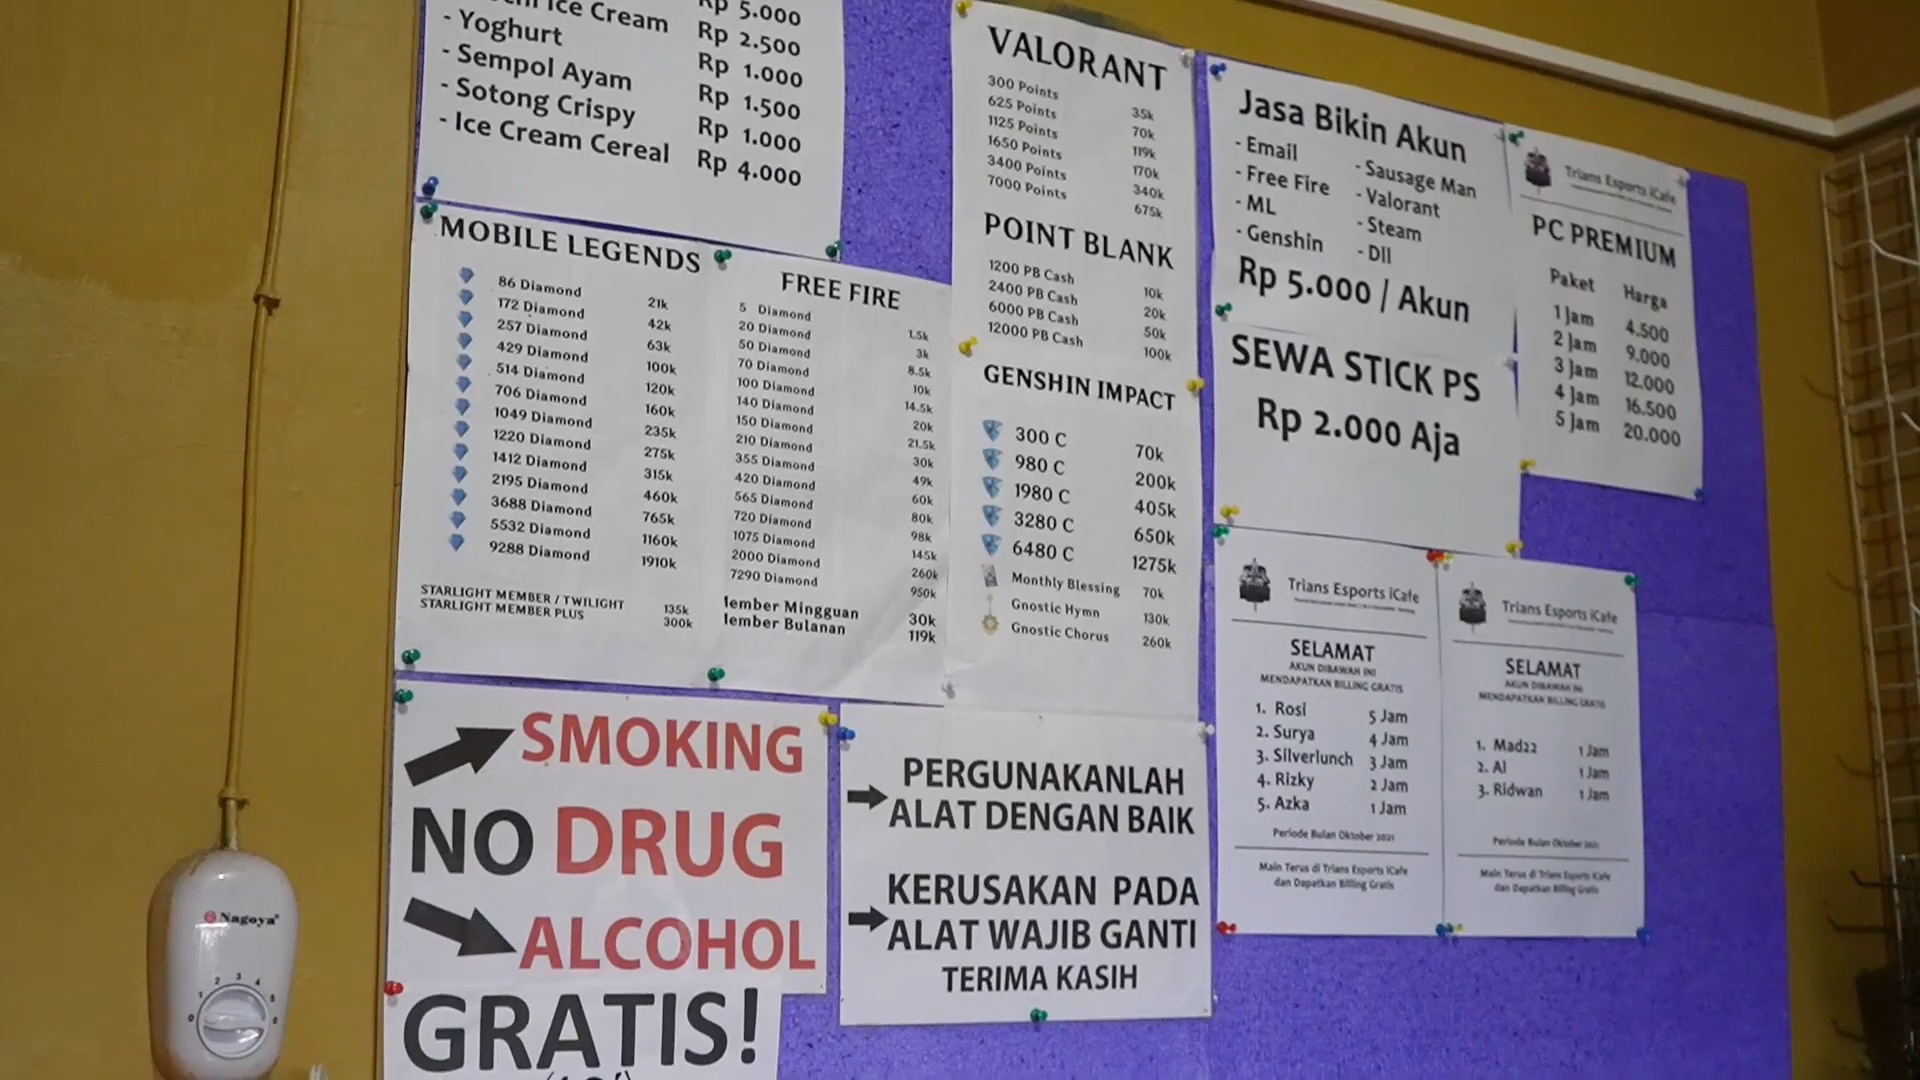 Ice Cream Rp 5.000
- Yoghurt Rp 2.500
- Sempol Ayam Rp 1.000
- Sotong Crispy Rp 1.500
- Ice Cream Cereal Rp 1.000
Rp 4.000
MOBILE LEGENDS
86 Diamond 21k
172 Diamond 42k
257 Diamond 63k
429 Diamond 100k
514 Diamond 120k
706 Diamond 160k
1049 Diamond 235k
1220 Diamond 275k
1412 Diamond 315k
2195 Diamond 460k
3688 Diamond 765k
5532 Diamond 1160k
9288 Diamond 1910k
STARLIGHT MEMBER / TWILIGHT 135k
STARLIGHT MEMBER PLUS 300k
FREE FIRE
5 Diamond 1.5k
20 Diamond 3k
50 Diamond 8.5k
70 Diamond 10k
100 Diamond 14.5k
140 Diamond 20k
150 Diamond 21.5k
210 Diamond 30k
355 Diamond 49k
420 Diamond 60k
565 Diamond 80k
720 Diamond 98k
1075 Diamond 145k
2000 Diamond 260k
7290 Diamond 950k
lember Mingguan 30k
lember Bulanan 119k
VALORANT
300 Points 35k
625 Points 70k
1125 Points 119k
1650 Points 170k
3400 Points 340k
7000 Points 675k
POINT BLANK
1200 PB Cash 10k
2400 PB Cash 20k
6000 PB Cash 50k
12000 PB Cash 100k
GENSHIN IMPACT
300 C 70k
980 C 200k
1980 C 405k
3280 C 650k
6480 C 1275k
Monthly Blessing 70k
Gnostic Hymn 130k
Gnostic Chorus 260k
Jasa Bikin Akun
- Email - Sausage Man
- Free Fire - Valorant
- ML - Steam
- Genshin - Dll
Rp 5.000 / Akun
SEWA STICK PS
Rp 2.000 Aja
Trians Esports iCafe
PC PREMIUM
Paket Harga
1 Jam 4.500
2 Jam 9.000
3 Jam 12.000
4 Jam 16.500
5 Jam 20.000
Trians Esports iCafe
SELAMAT
AKUN DIBAWAH INI
MENDAPATKAN BILLING GRATIS
1. Rosi 5 Jam
2. Surya 4 Jam
3. Silverlunch 3 Jam
4. Rizky 2 Jam
5. Azka 1 Jam
Periode Bulan Oktober 2021
Main Terus di Trians Esports iCafe
dan Dapatkan Billing Gratis
Trians Esports iCafe
SELAMAT
AKUN DIBAWAH INI
MENDAPATKAN BILLING GRATIS
1. Mad22 1 Jam
2. Al 1 Jam
3. Ridwan 1 Jam
Periode Bulan Oktober 2021
Main Terus di Trians Esports iCafe
dan Dapatkan Billing Gratis
SMOKING
NO DRUG
ALCOHOL
GRATIS!
PERGUNAKANLAH
ALAT DENGAN BAIK
KERUSAKAN PADA
ALAT WAJIB GANTI
TERIMA KASIH
Nagoya
0 1 2 3 4 5 6